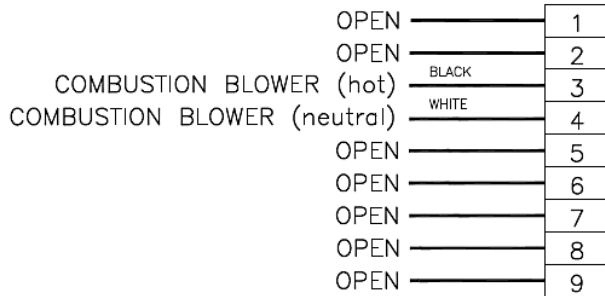 OPEN 1
OPEN 2
COMBUSTION BLOWER (hot) BLACK 3
COMBUSTION BLOWER (neutral) WHITE 4
OPEN 5
OPEN 6
OPEN 7
OPEN 8
OPEN 9